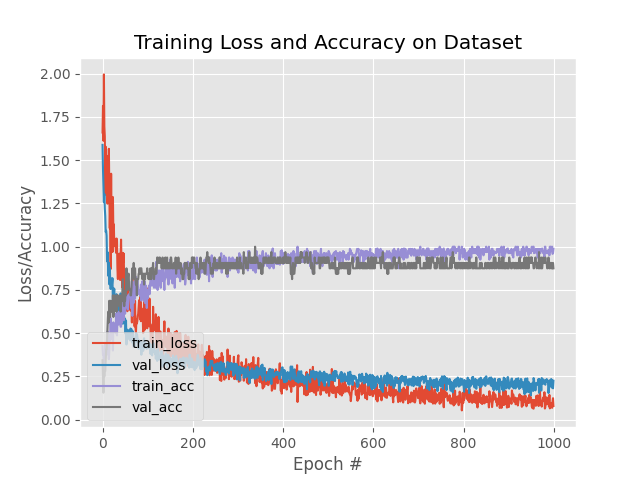 Training Loss and Accuracy on Dataset
Loss/Accuracy
2.00
1.75
1.50
1.25
1.00
0.75
0.50
0.25
0.00
train_loss
val_loss
train_acc
val_acc
0
200
400
600
800
1000
Epoch #